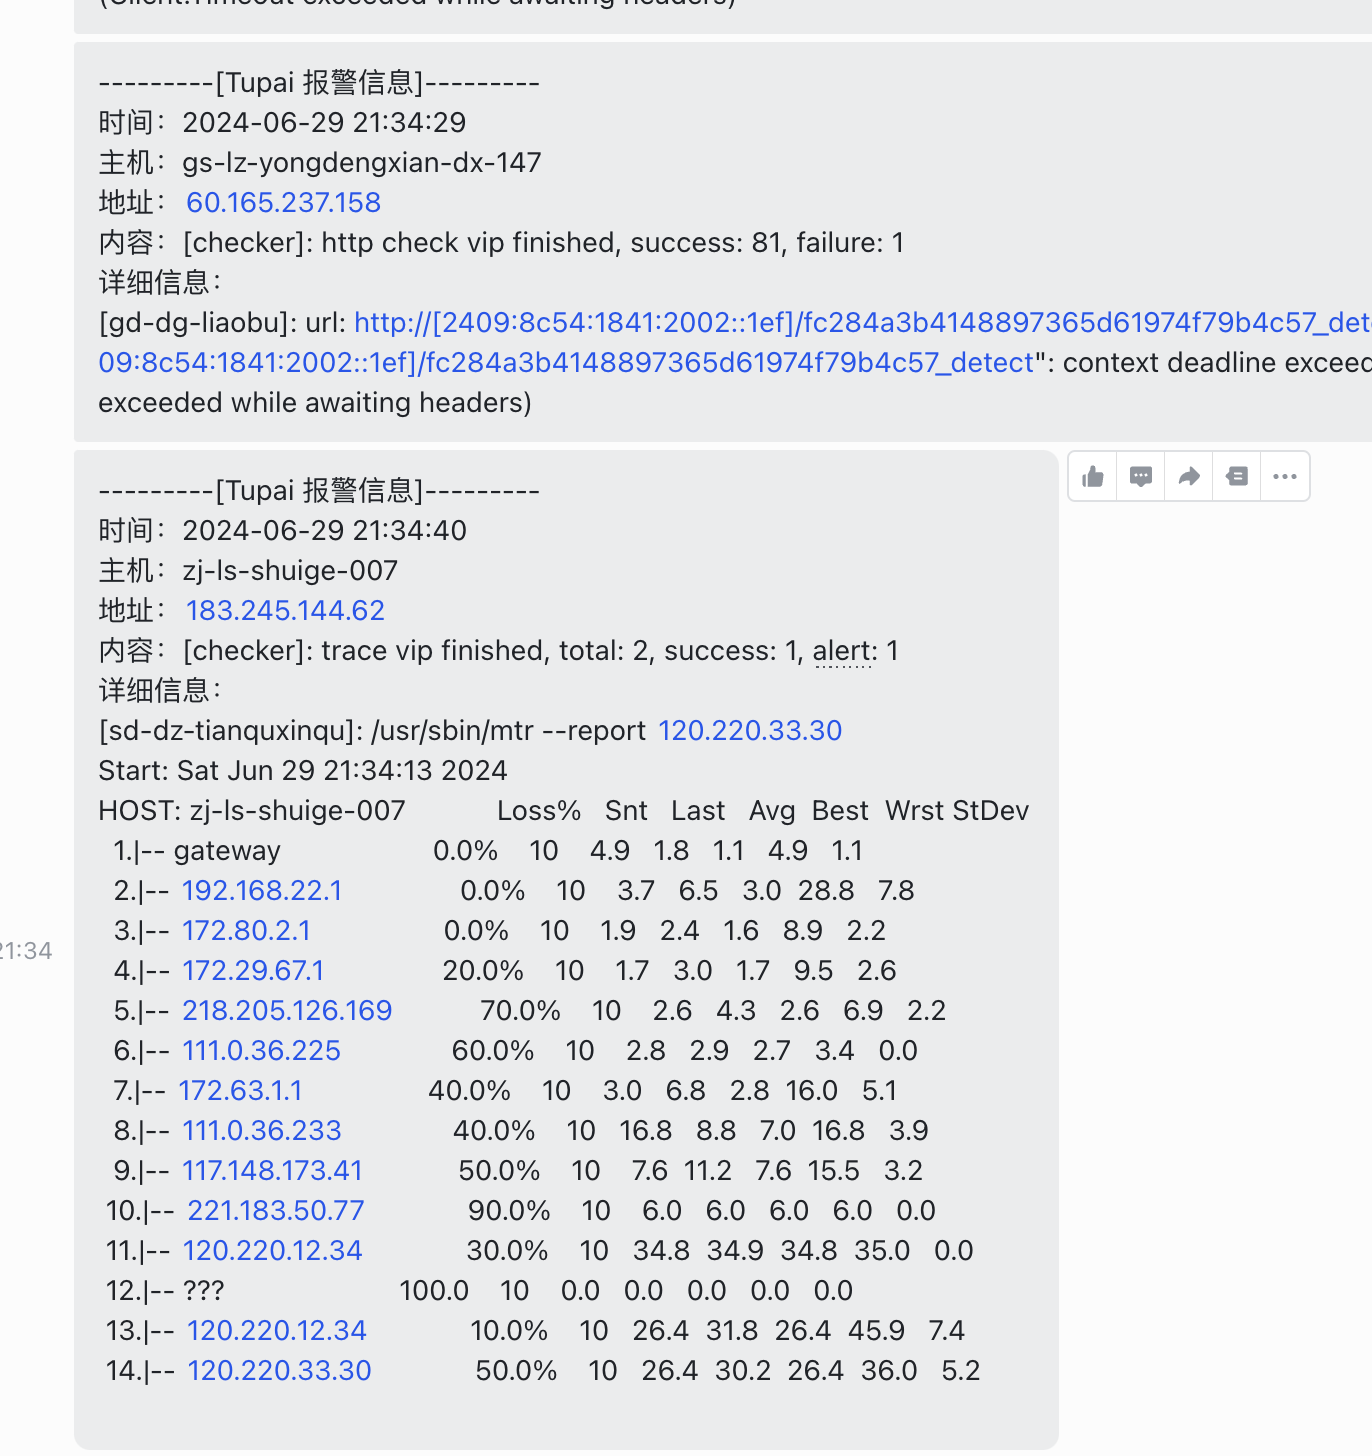 (Client.Timeout exceeded while awaiting headers)
---------[Tupai 报警信息]---------
时间：2024-06-29 21:34:29
主机：gs-lz-yongdengxian-dx-147
地址： 60.165.237.158
内容：[checker]: http check vip finished, success: 81, failure: 1
详细信息：
[gd-dg-liaobu]: url: http://[2409:8c54:1841:2002::1ef]/fc284a3b4148897365d61974f79b4c57_det
09:8c54:1841:2002::1ef]/fc284a3b4148897365d61974f79b4c57_detect": context deadline exceed
exceeded while awaiting headers)
---------[Tupai 报警信息]---------
时间：2024-06-29 21:34:40
主机：zj-ls-shuige-007
地址： 183.245.144.62
内容：[checker]: trace vip finished, total: 2, success: 1, alert: 1
详细信息：
[sd-dz-tianquxinqu]: /usr/sbin/mtr --report 120.220.33.30
Start: Sat Jun 29 21:34:13 2024
HOST: zj-ls-shuige-007 Loss% Snt Last Avg Best Wrst StDev
1.|-- gateway 0.0% 10 4.9 1.8 1.1 4.9 1.1
2.|-- 192.168.22.1 0.0% 10 3.7 6.5 3.0 28.8 7.8
3.|-- 172.80.2.1 0.0% 10 1.9 2.4 1.6 8.9 2.2
21:34
4.|-- 172.29.67.1 20.0% 10 1.7 3.0 1.7 9.5 2.6
5.|-- 218.205.126.169 70.0% 10 2.6 4.3 2.6 6.9 2.2
6.|-- 111.0.36.225 60.0% 10 2.8 2.9 2.7 3.4 0.0
7.|-- 172.63.1.1 40.0% 10 3.0 6.8 2.8 16.0 5.1
8.|-- 111.0.36.233 40.0% 10 16.8 8.8 7.0 16.8 3.9
9.|-- 117.148.173.41 50.0% 10 7.6 11.2 7.6 15.5 3.2
10.|-- 221.183.50.77 90.0% 10 6.0 6.0 6.0 6.0 0.0
11.|-- 120.220.12.34 30.0% 10 34.8 34.9 34.8 35.0 0.0
12.|-- ??? 100.0 10 0.0 0.0 0.0 0.0 0.0
13.|-- 120.220.12.34 10.0% 10 26.4 31.8 26.4 45.9 7.4
14.|-- 120.220.33.30 50.0% 10 26.4 30.2 26.4 36.0 5.2